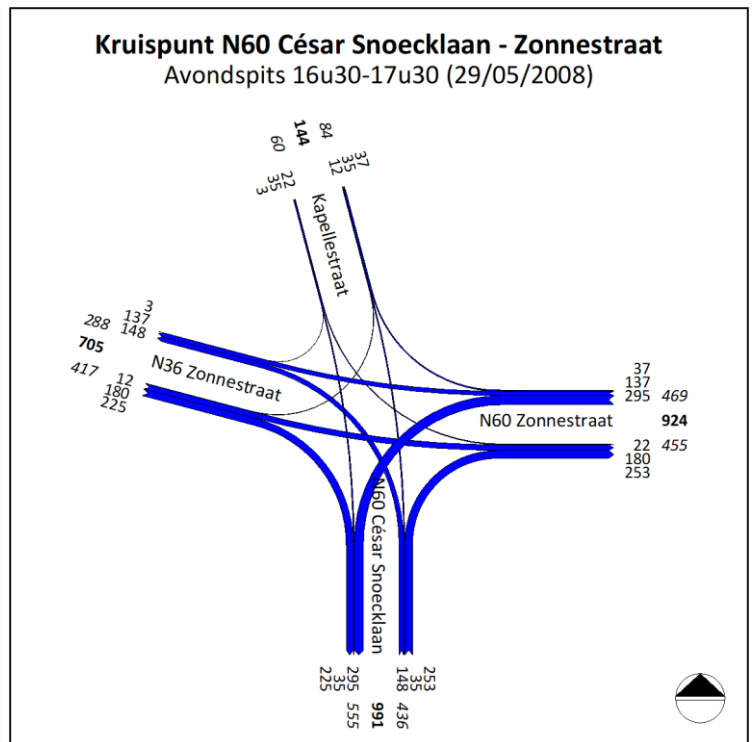 Kruispunt N60 César Snoecklaan - Zonnestraat
Avondspits 16u30-17u30 (29/05/2008)
60 144 84
3 35 22
12 35 37
Kapellestraat
3
137
148
288
705
417
12
180
225
N36 Zonnestraat
37
137
295 469
N60 Zonnestraat 924
22 455
180
253
N60 César Snoecklaan
225 35 295
148 35 253
555 991 436